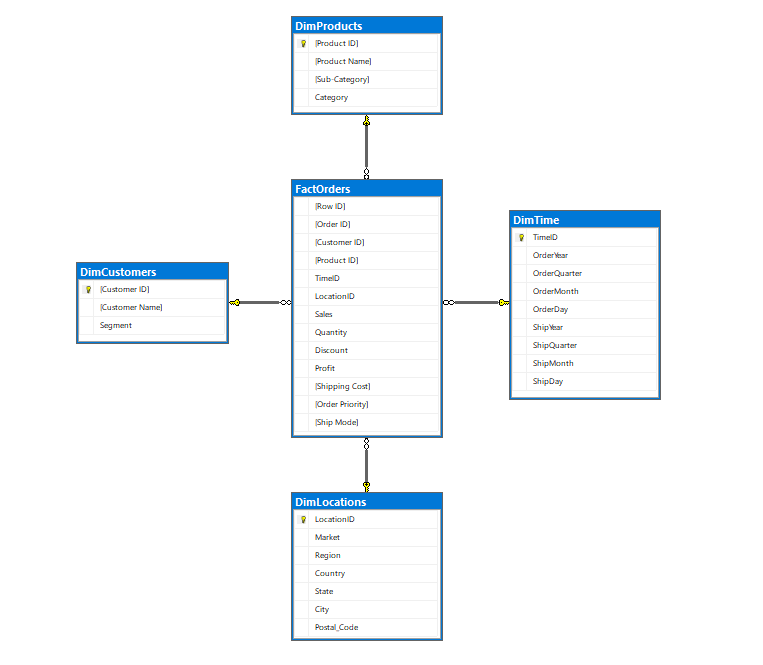 DimProducts
[Product ID]
[Product Name]
[Sub-Category]
Category
FactOrders
[Row ID]
[Order ID]
[Customer ID]
[Product ID]
TimeID
LocationID
Sales
Quantity
Discount
Profit
[Shipping Cost]
[Order Priority]
[Ship Mode]
DimTime
TimeID
OrderYear
OrderQuarter
OrderMonth
OrderDay
ShipYear
ShipQuarter
ShipMonth
ShipDay
DimCustomers
[Customer ID]
[Customer Name]
Segment
DimLocations
LocationID
Market
Region
Country
State
City
Postal_Code